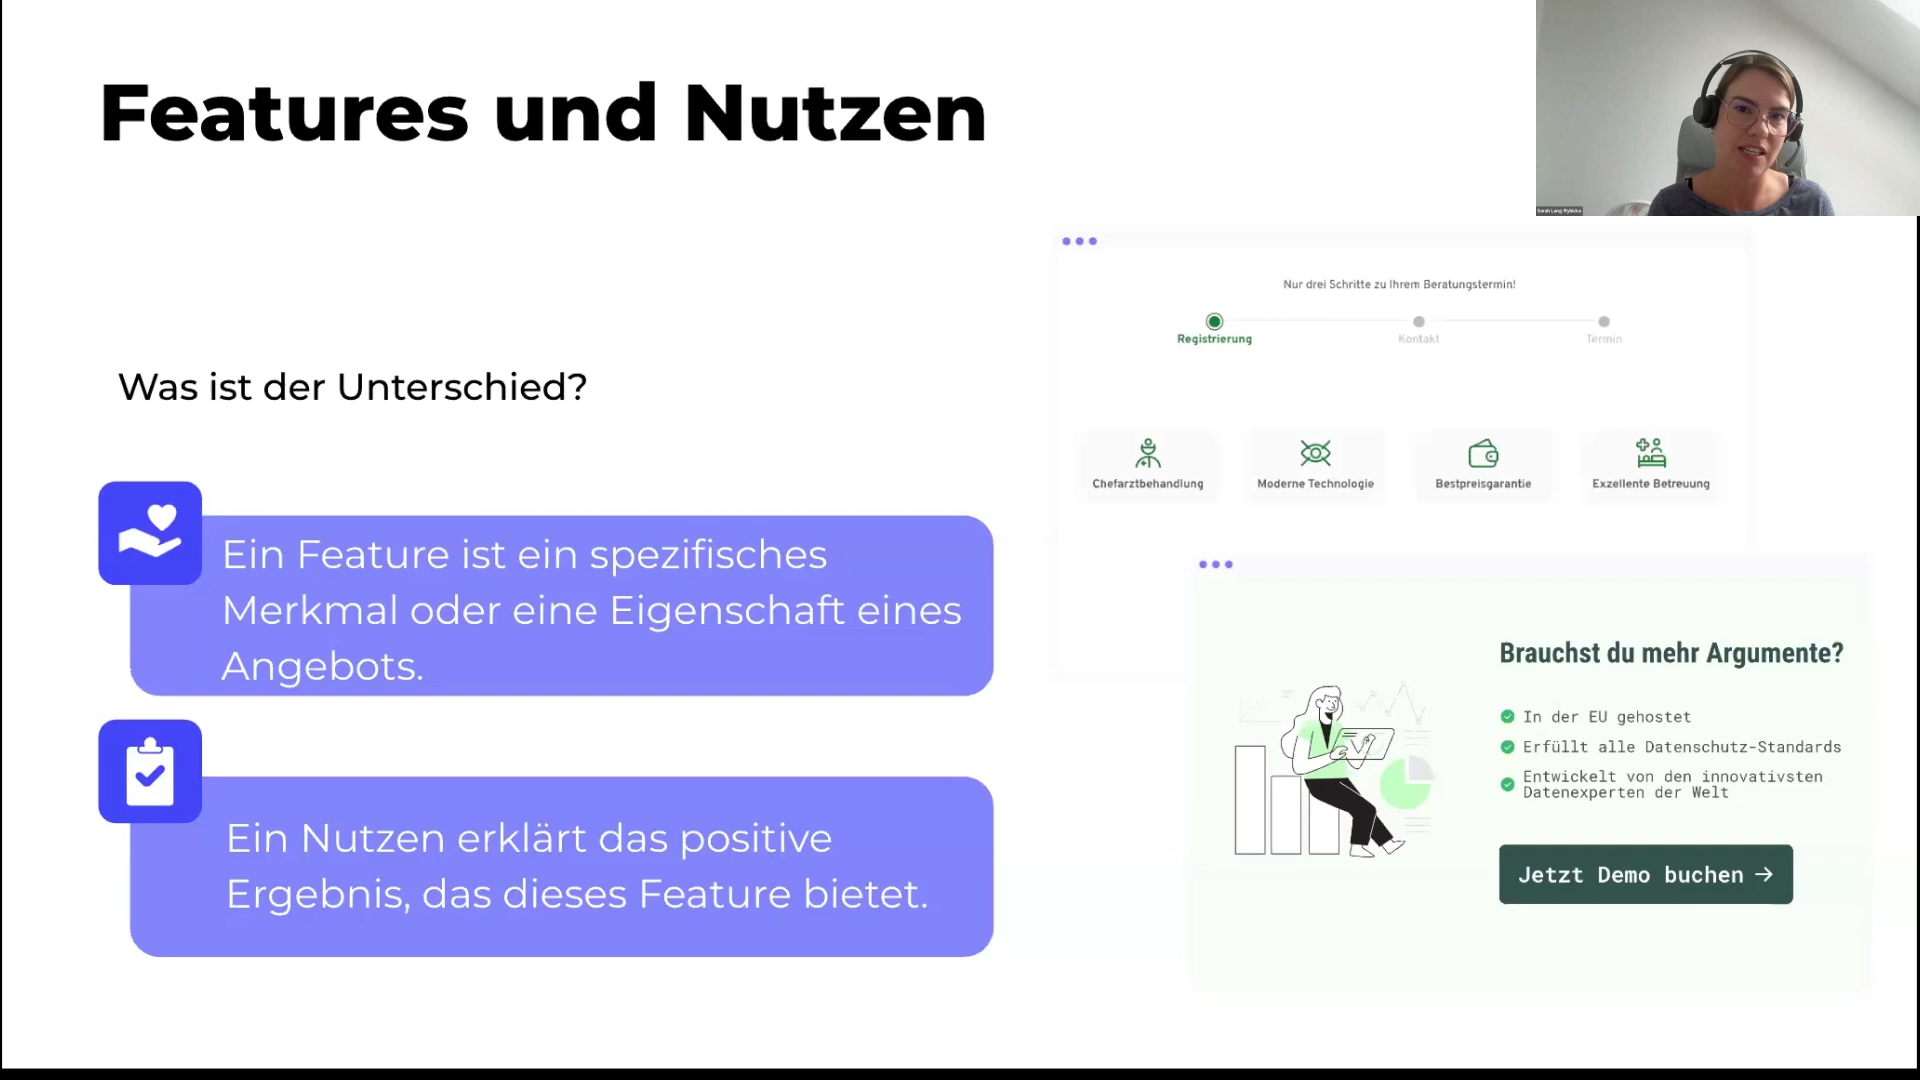 Features und Nutzen
Sarah Lang-Rybicka
Was ist der Unterschied?
Ein Feature ist ein spezifisches
Merkmal oder eine Eigenschaft eines
Angebots.
Ein Nutzen erklärt das positive
Ergebnis, das dieses Feature bietet.
Nur drei Schritte zu Ihrem Beratungstermin!
Registrierung
Kontakt
Termin
Chefarztbehandlung
Moderne Technologie
Bestpreisgarantie
Exzellente Betreuung
Brauchst du mehr Argumente?
In der EU gehostet
Erfüllt alle Datenschutz-Standards
Entwickelt von den innovativsten
Datenexperten der Welt
Jetzt Demo buchen →